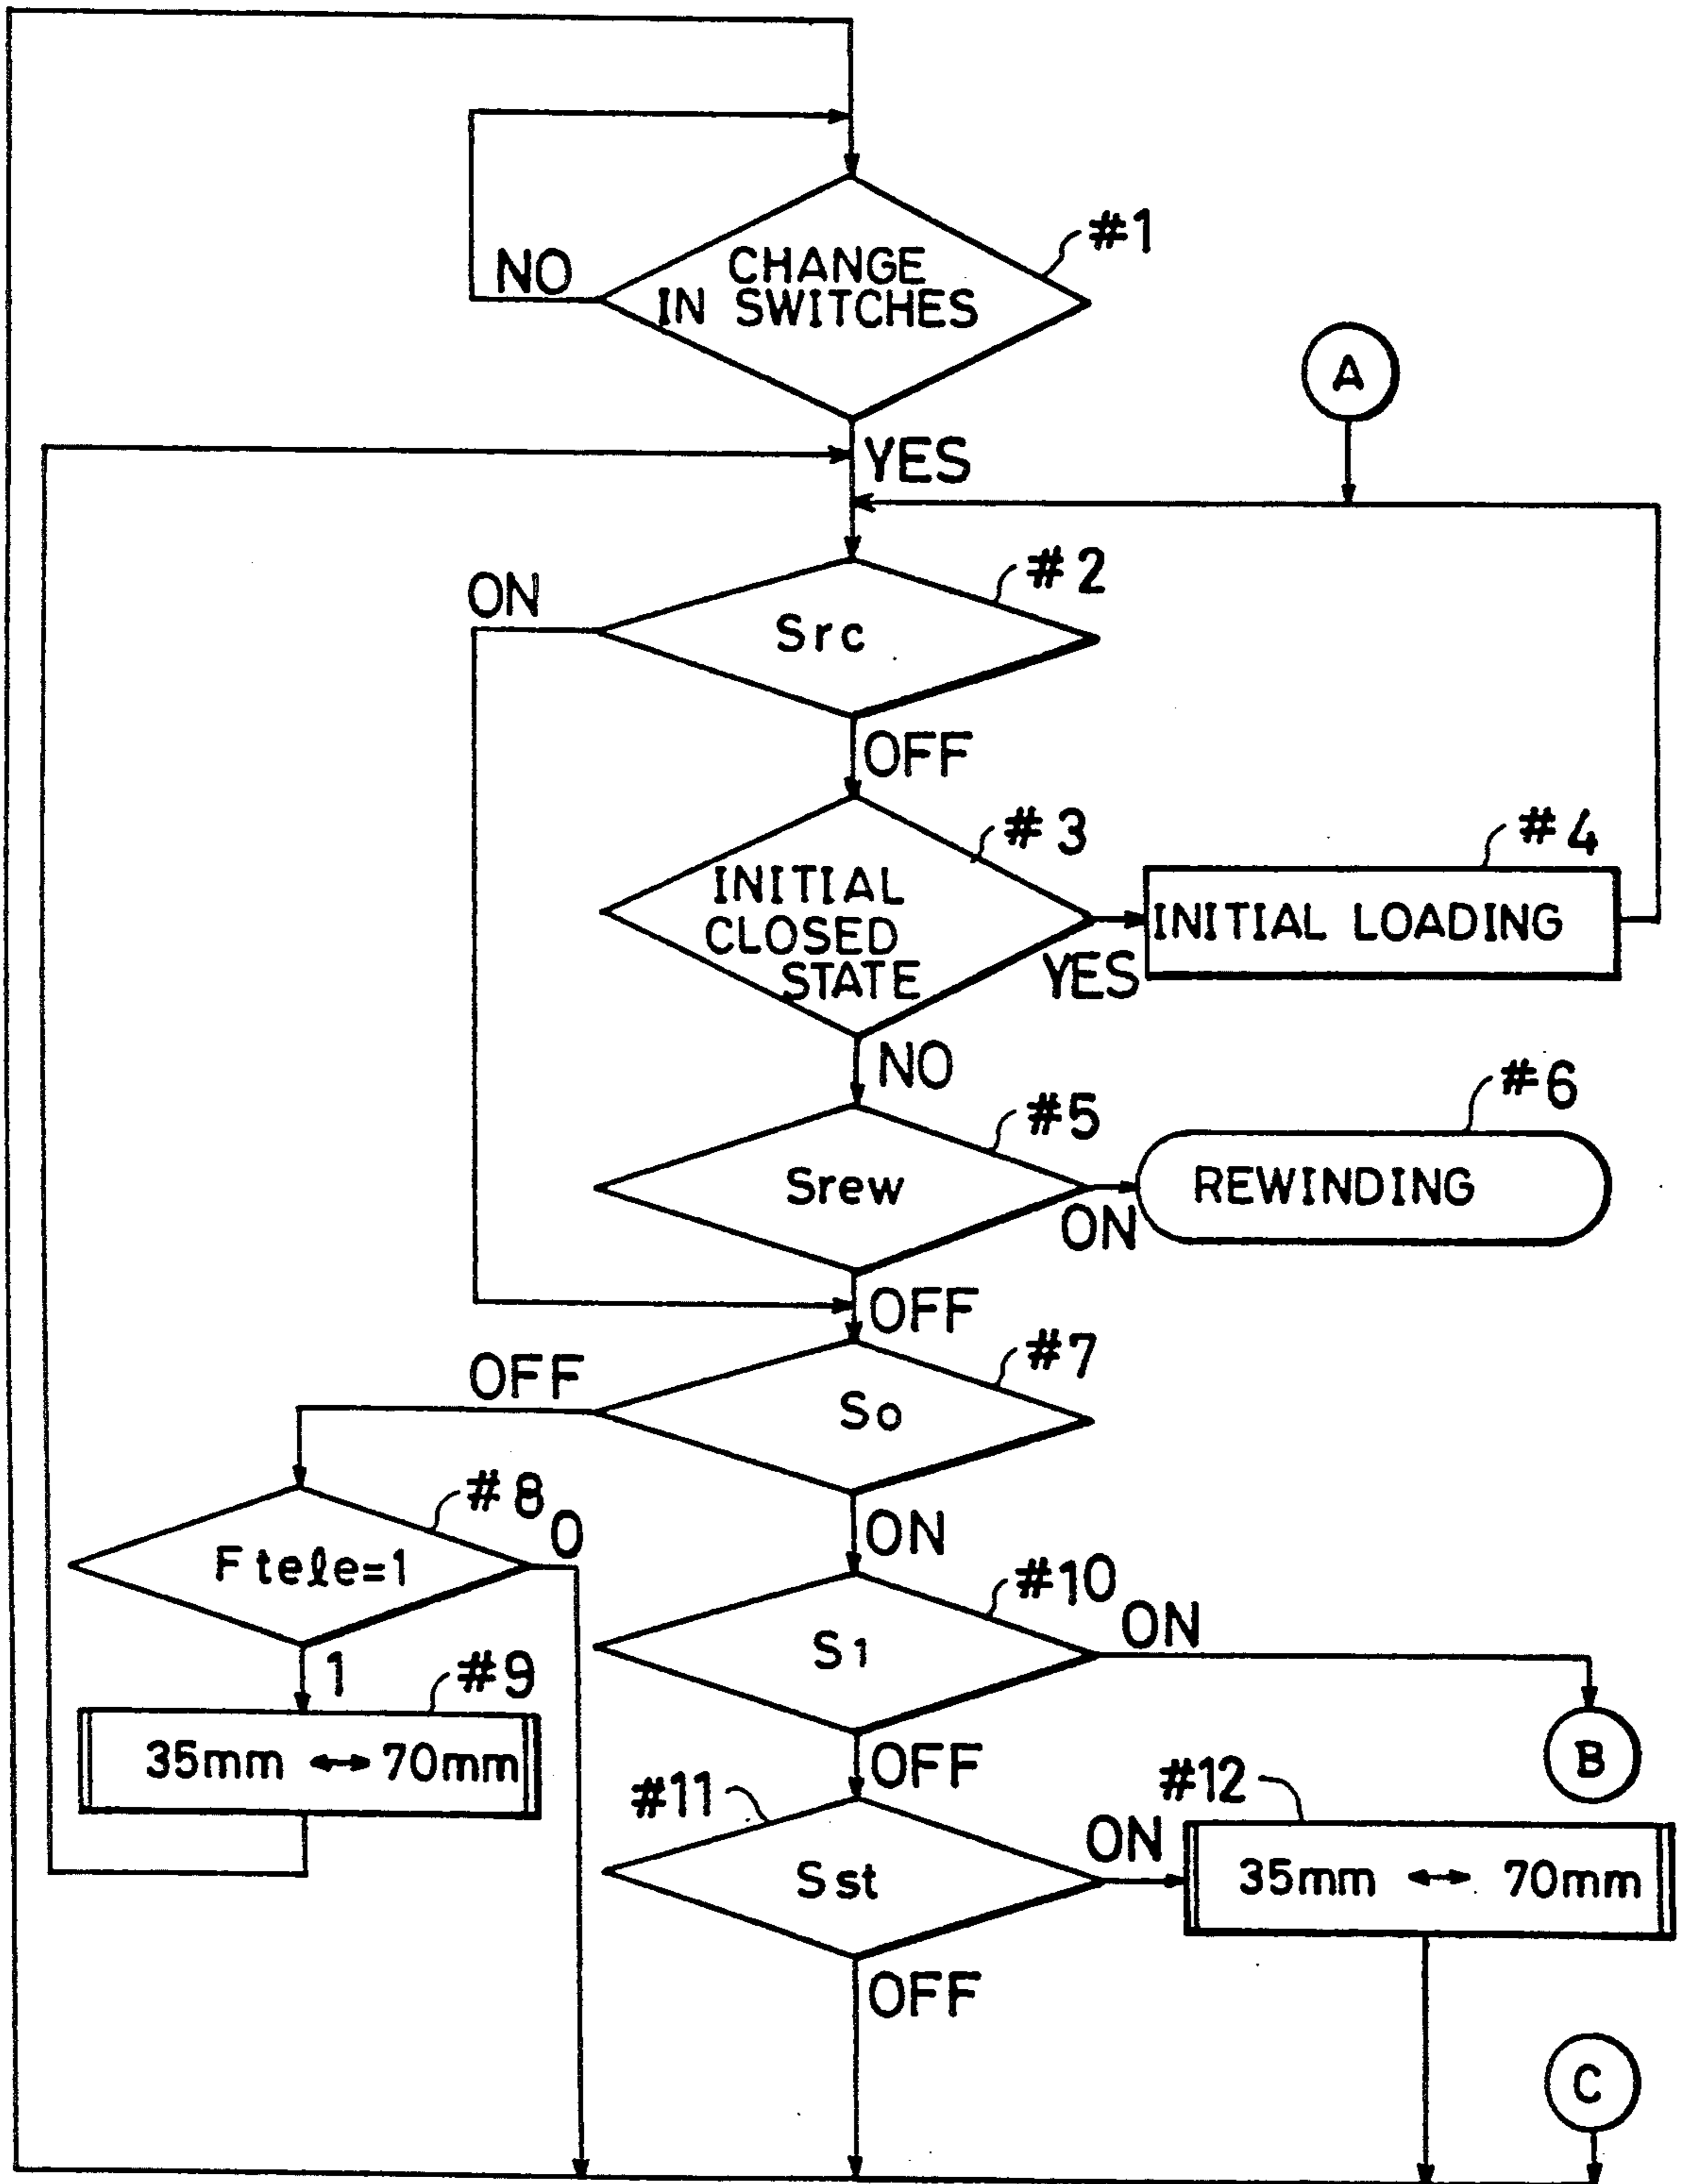 #1
CHANGE
IN SWITCHES
NO
A
YES
#2
ON
Src
OFF
#3
#4
INITIAL
CLOSED
STATE
INITIAL LOADING
YES
NO
#5
#6
Srew
REWINDING
ON
OFF
#7
OFF
So
#8
0
ON
Ftele=1
#10
ON
S1
1
#9
35mm ↔ 70mm
B
OFF
#11
#12
ON
Sst
35mm ↔ 70mm
OFF
C